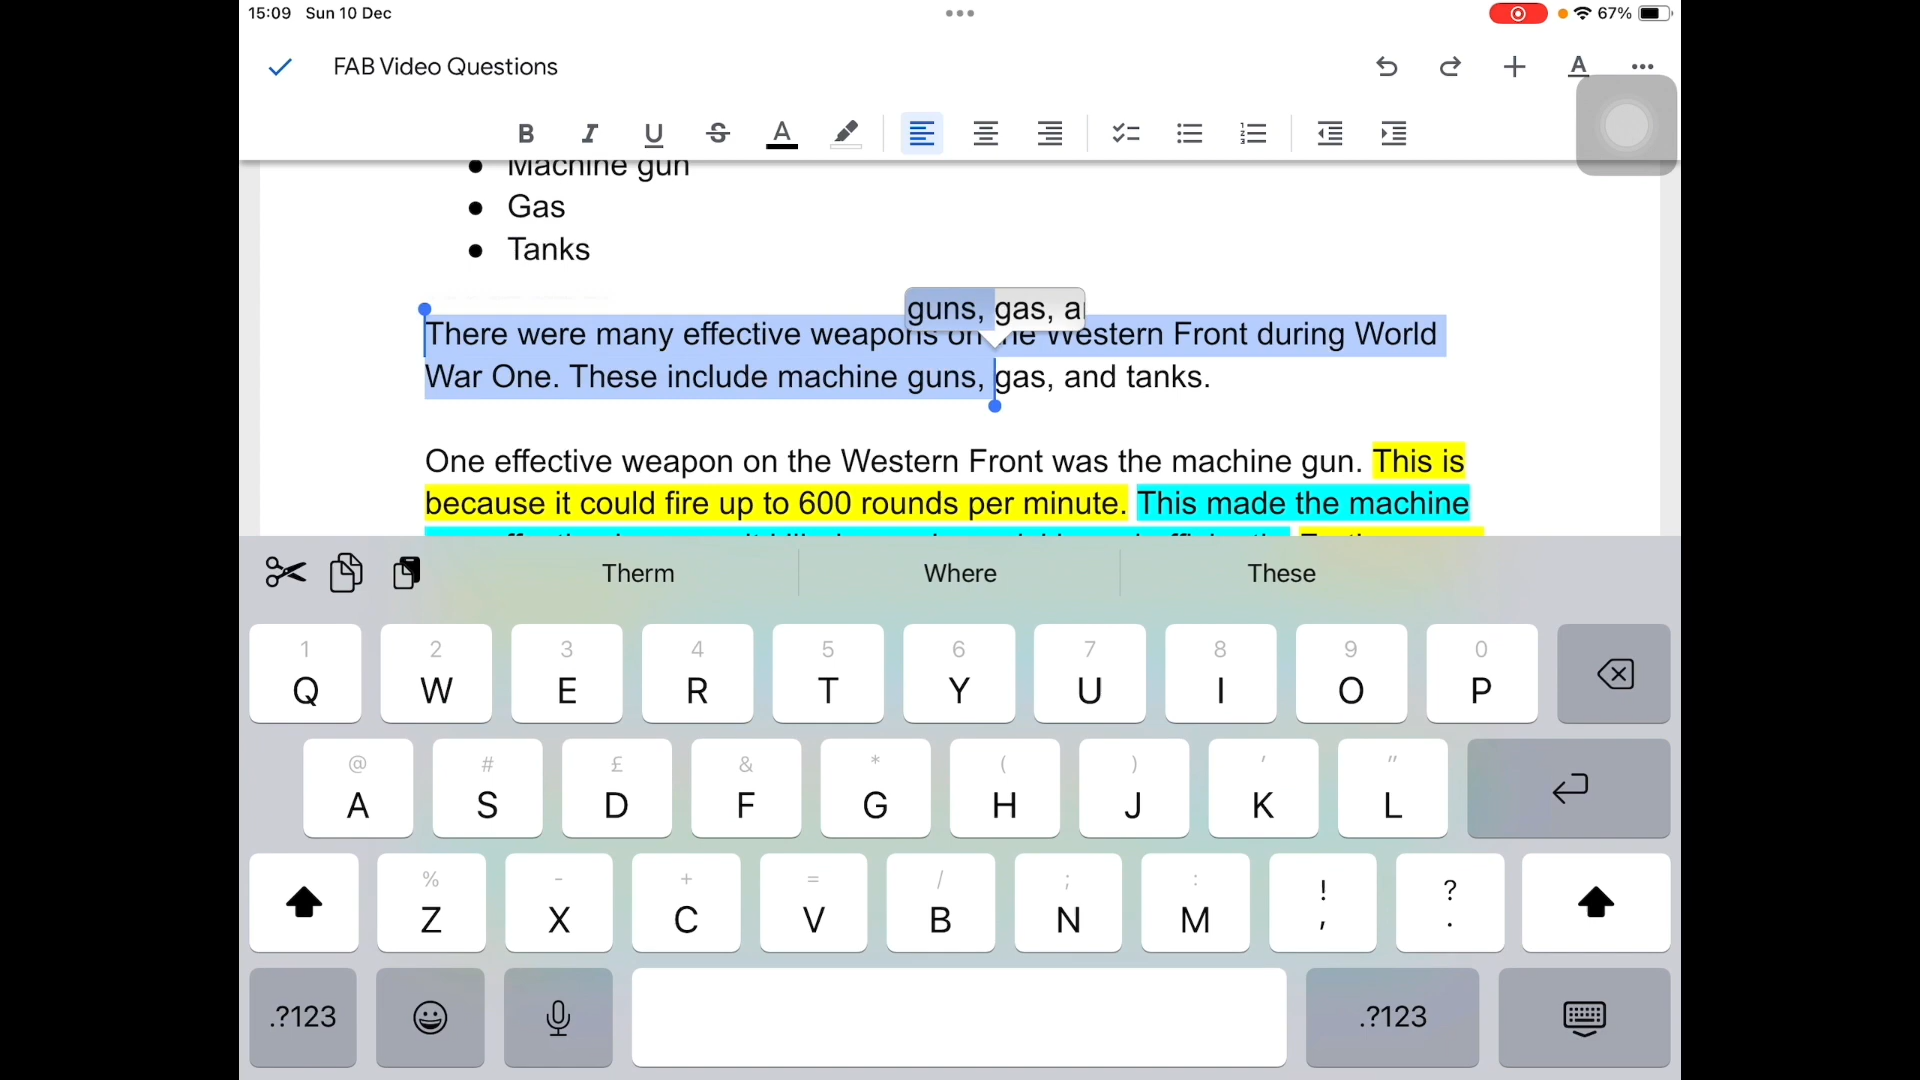 15:09 Sun 10 Dec
67%
FAB Video Questions
B I U S A
Machine gun
Gas
Tanks
guns, gas, a
There were many effective weapons on the Western Front during World
War One. These include machine guns, gas, and tanks.
One effective weapon on the Western Front was the machine gun. This is
because it could fire up to 600 rounds per minute. This made the machine
Therm Where These
1 2 3 4 5 6 7 8 9 0
Q W E R T Y U I O P
@ # £ & * ( ) ' "
A S D F G H J K L
% - + = / ; : ! ?
Z X C V B N M , .
.?123 .?123